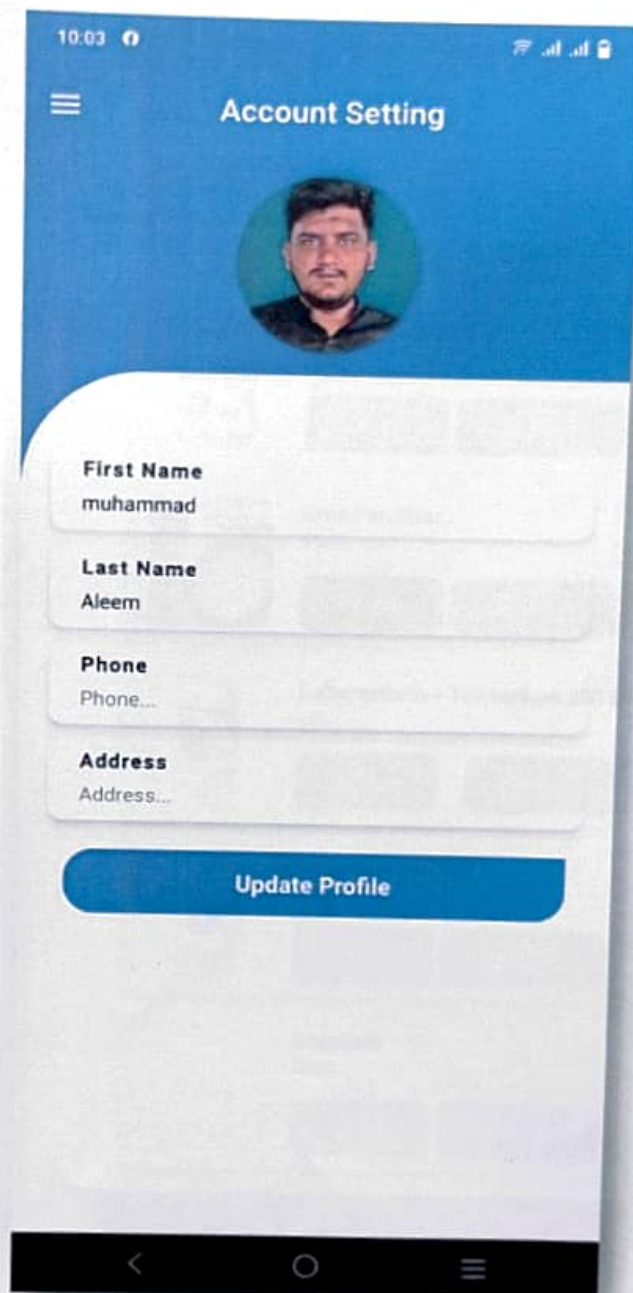 10:03
Account Setting
First Name
muhammad
Last Name
Aleem
Phone
Phone...
Address
Address...
Update Profile